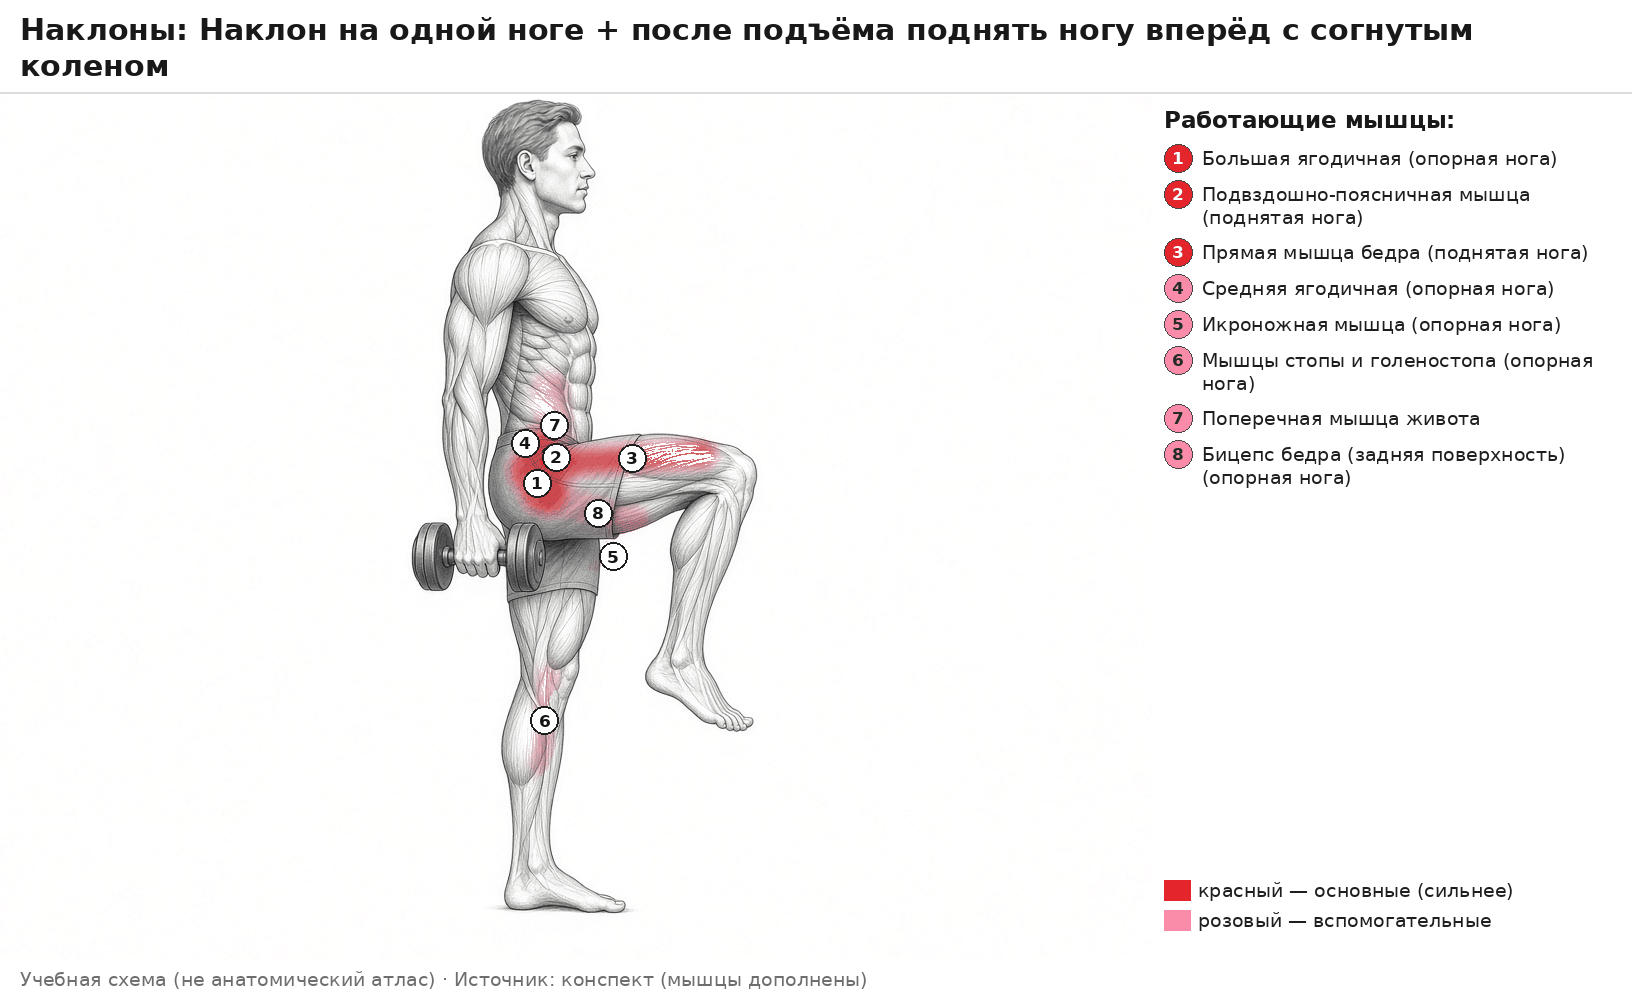 Наклоны: Наклон на одной ноге + после подъёма поднять ногу вперёд с согнутым
коленом
Работающие мышцы:
1 Большая ягодичная (опорная нога)
2 Подвздошно-поясничная мышца
(поднятая нога)
3 Прямая мышца бедра (поднятая нога)
4 Средняя ягодичная (опорная нога)
5 Икроножная мышца (опорная нога)
6 Мышцы стопы и голеностопа (опорная
нога)
7 Поперечная мышца живота
8 Бицепс бедра (задняя поверхность)
(опорная нога)
7
4
2
3
1
8
5
6
красный — основные (сильнее)
розовый — вспомогательные
Учебная схема (не анатомический атлас) · Источник: конспект (мышцы дополнены)